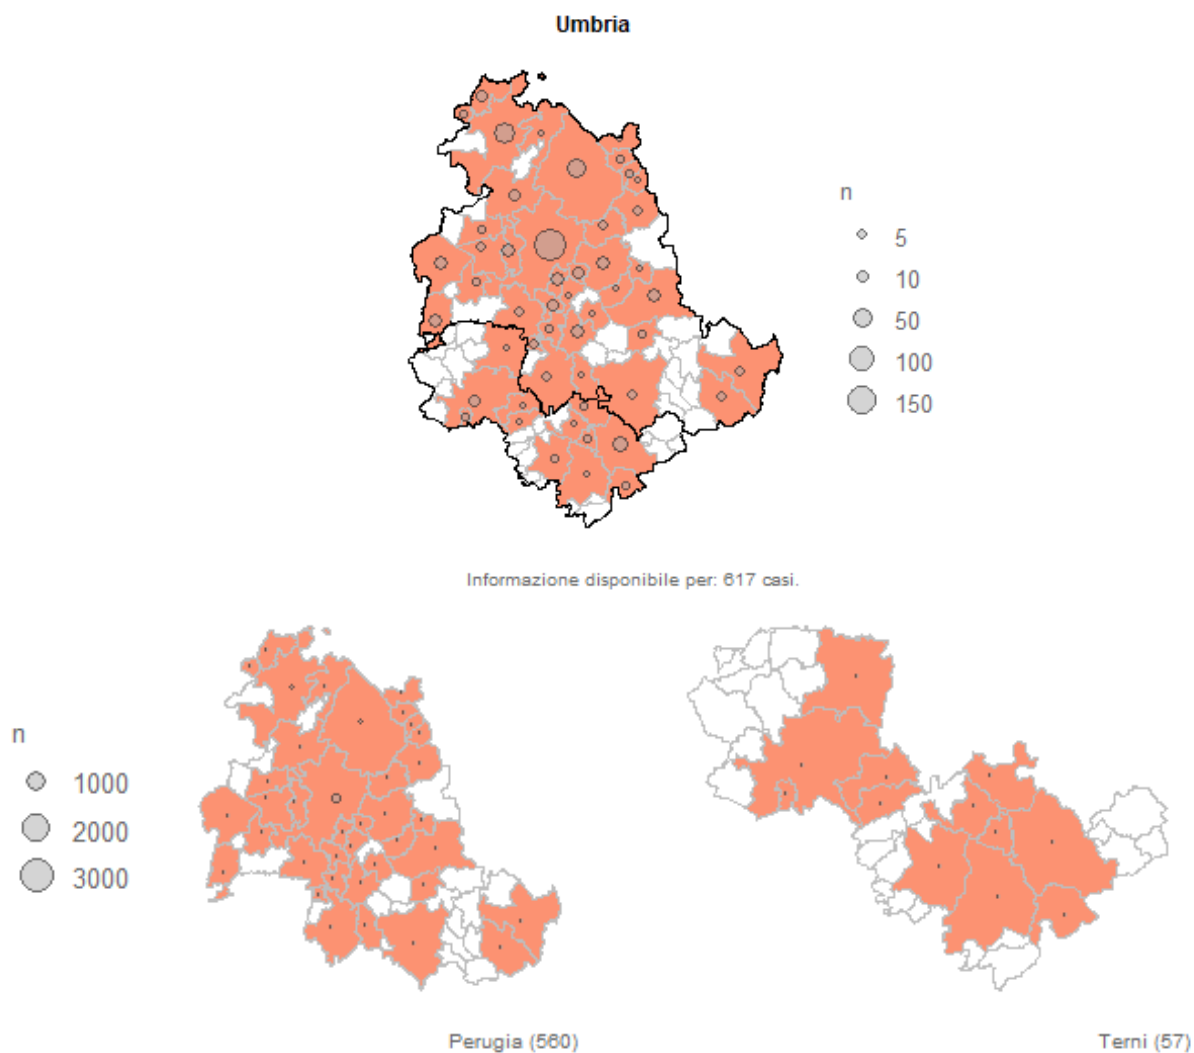 Umbria
n
5
10
50
100
150
Informazione disponibile per: 617 casi.
n
1000
2000
3000
Perugia (560)
Terni (57)